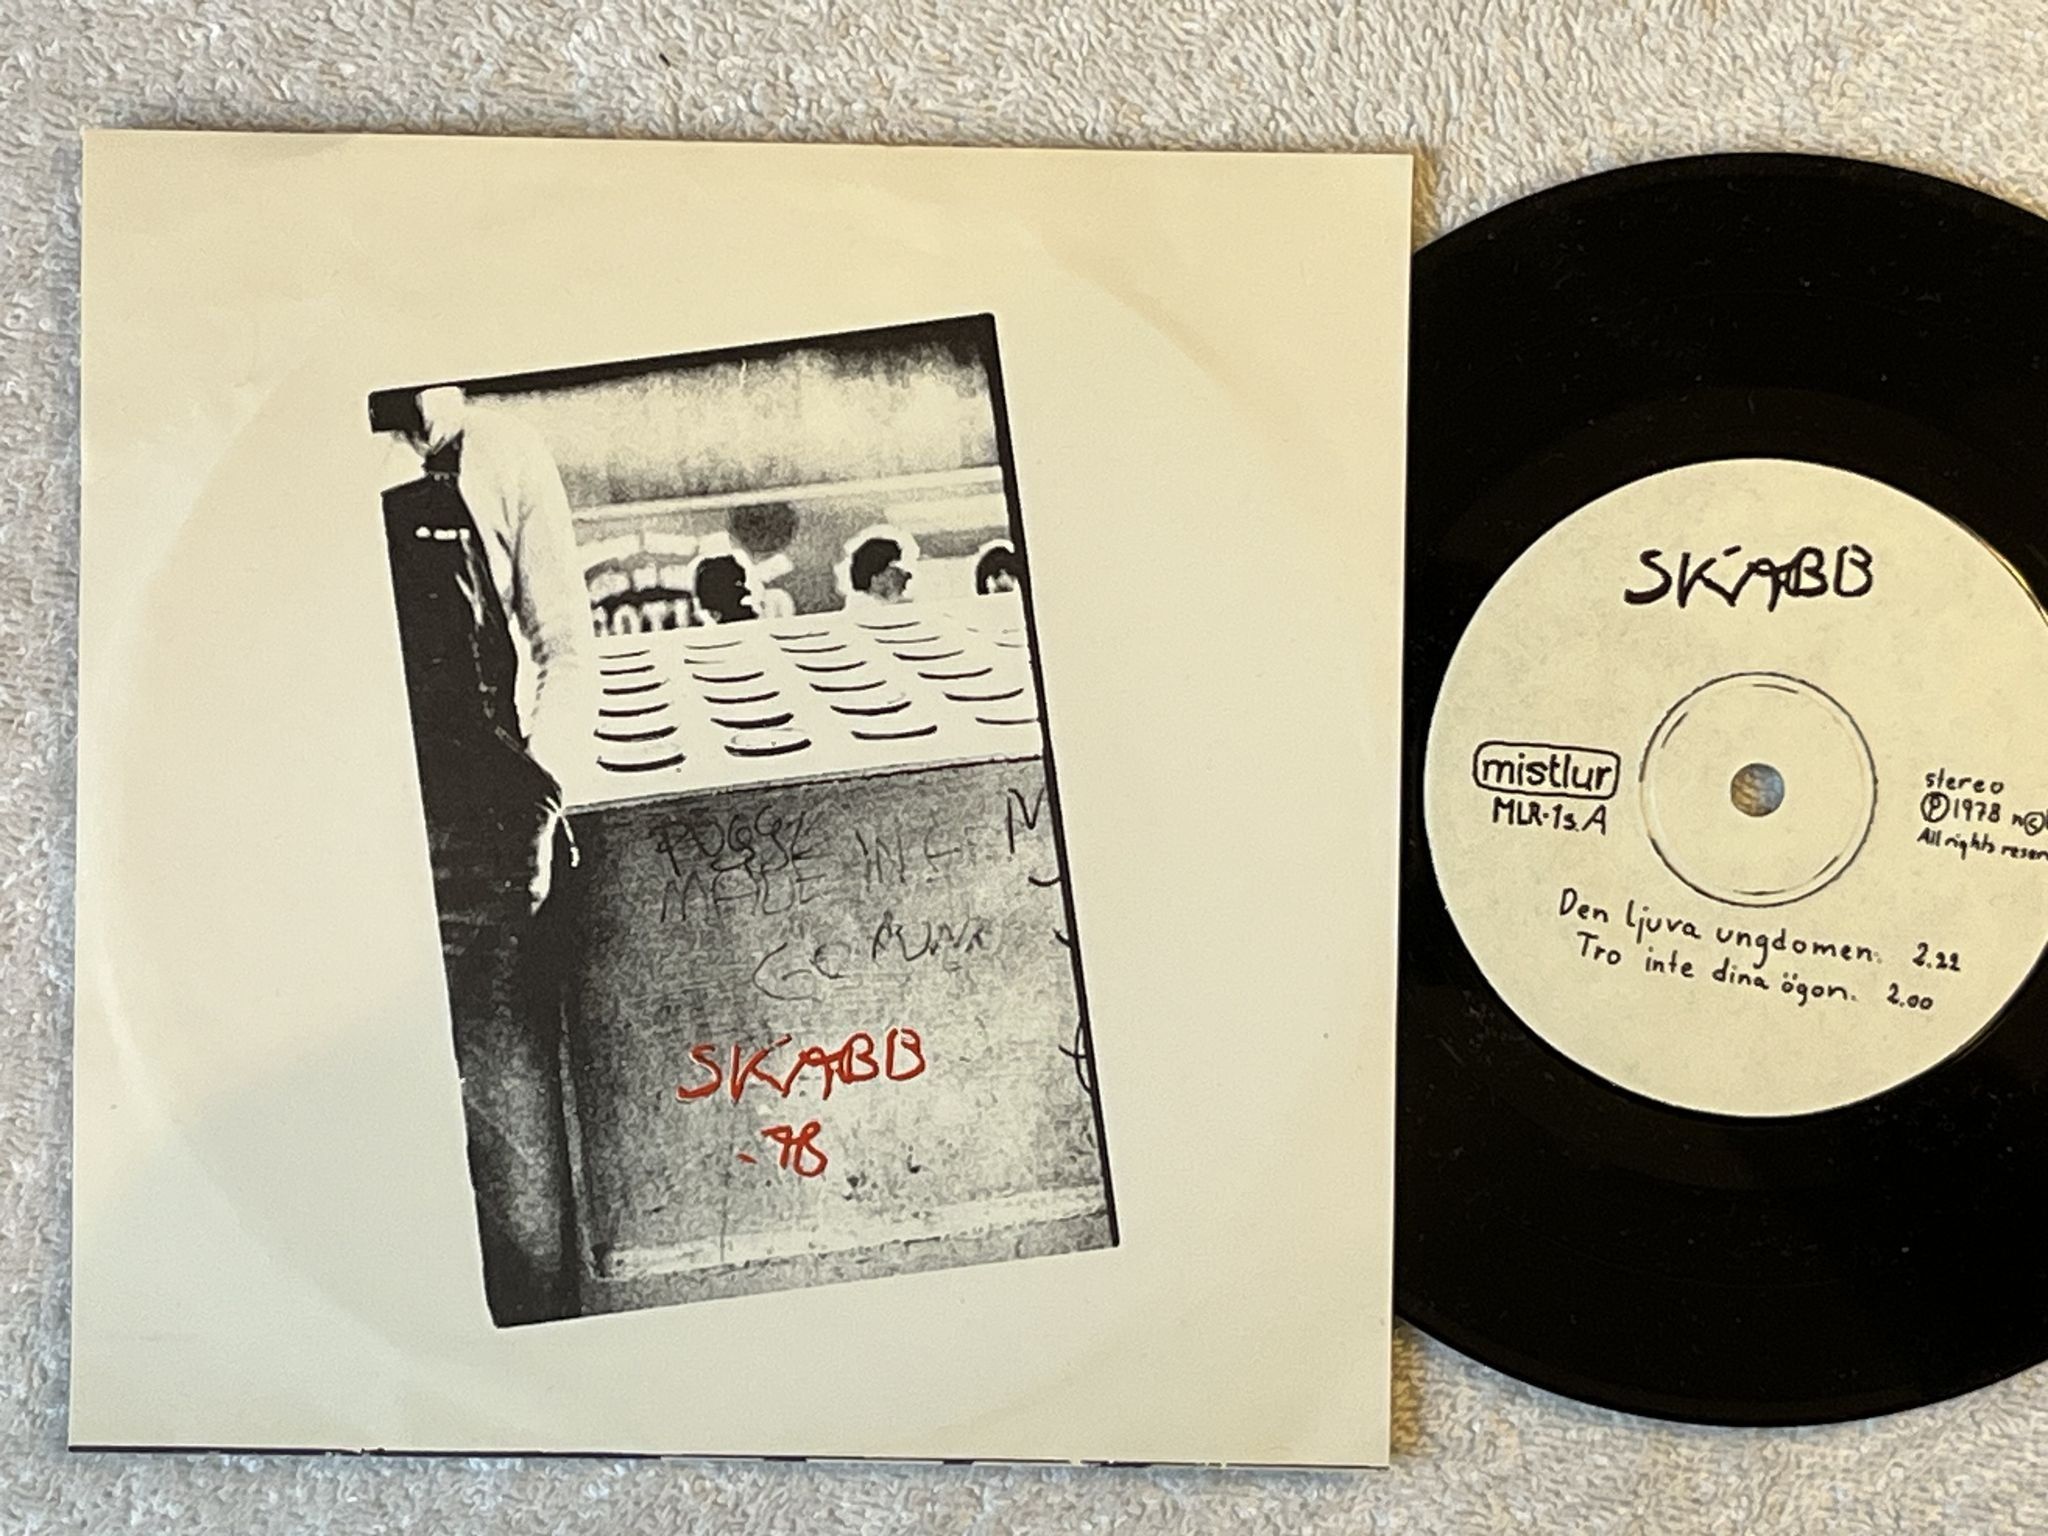 SKABB
-78
SKABB
mistlur
MLR-1s.A
stereo
℗1978 n©b
All rights reser
Den ljuva ungdomen. 2.22
Tro inte dina ögon. 2.00